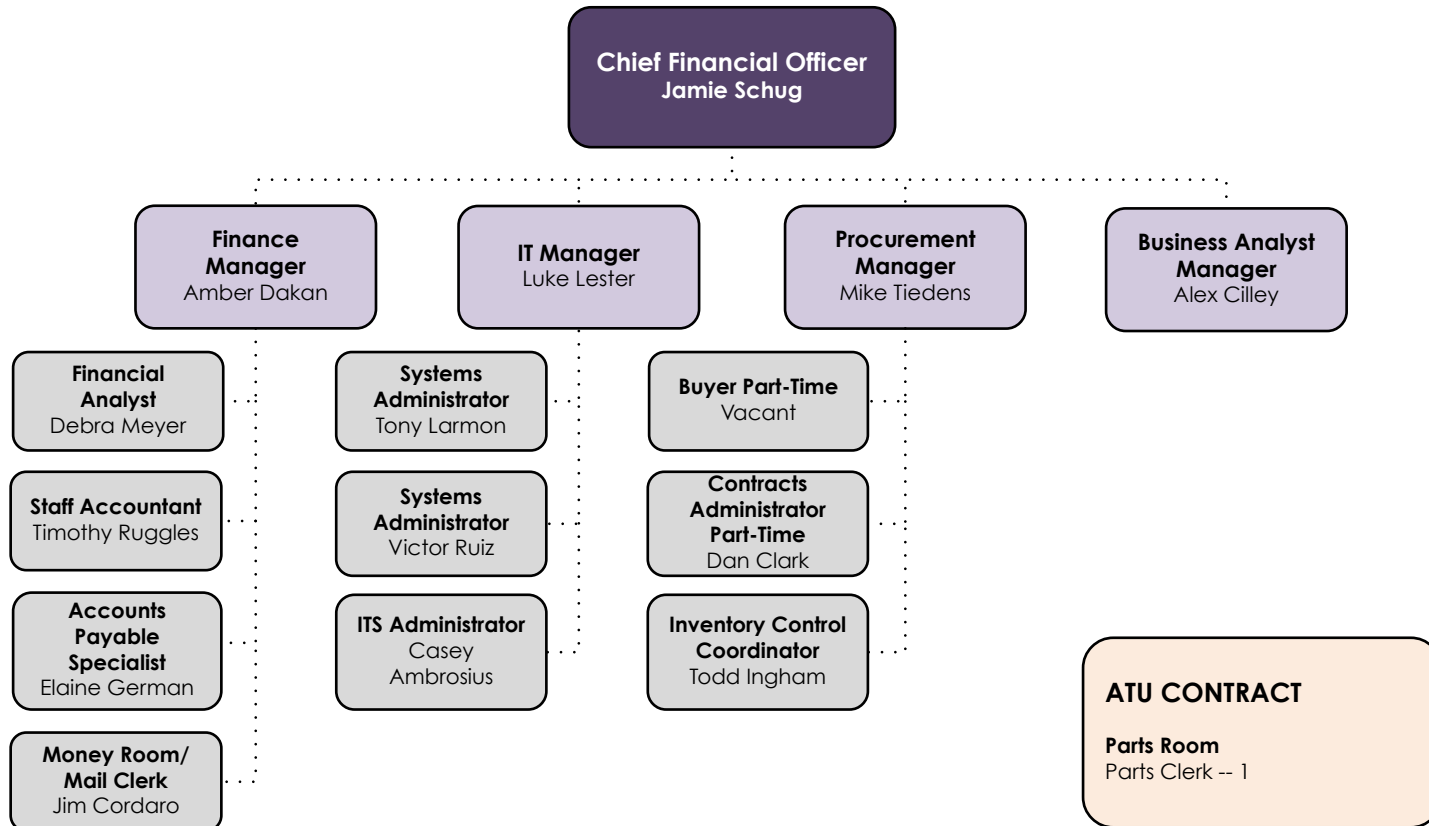 Chief Financial Officer
Jamie Schug
Finance
Manager
Amber Dakan
IT Manager
Luke Lester
Procurement
Manager
Mike Tiedens
Business Analyst
Manager
Alex Cilley
Financial
Analyst
Debra Meyer
Staff Accountant
Timothy Ruggles
Accounts
Payable
Specialist
Elaine German
Money Room/
Mail Clerk
Jim Cordaro
Systems
Administrator
Tony Larmon
Systems
Administrator
Victor Ruiz
ITS Administrator
Casey
Ambrosius
Buyer Part-Time
Vacant
Contracts
Administrator
Part-Time
Dan Clark
Inventory Control
Coordinator
Todd Ingham
ATU CONTRACT
Parts Room
Parts Clerk -- 1